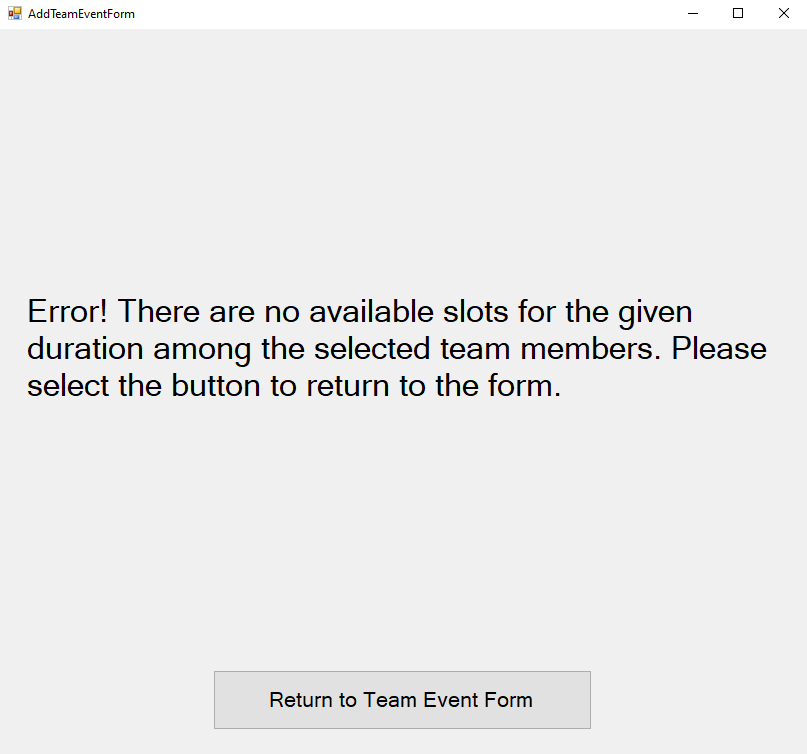 AddTeamEventForm
Error! There are no available slots for the given
duration among the selected team members. Please
select the button to return to the form.
Return to Team Event Form